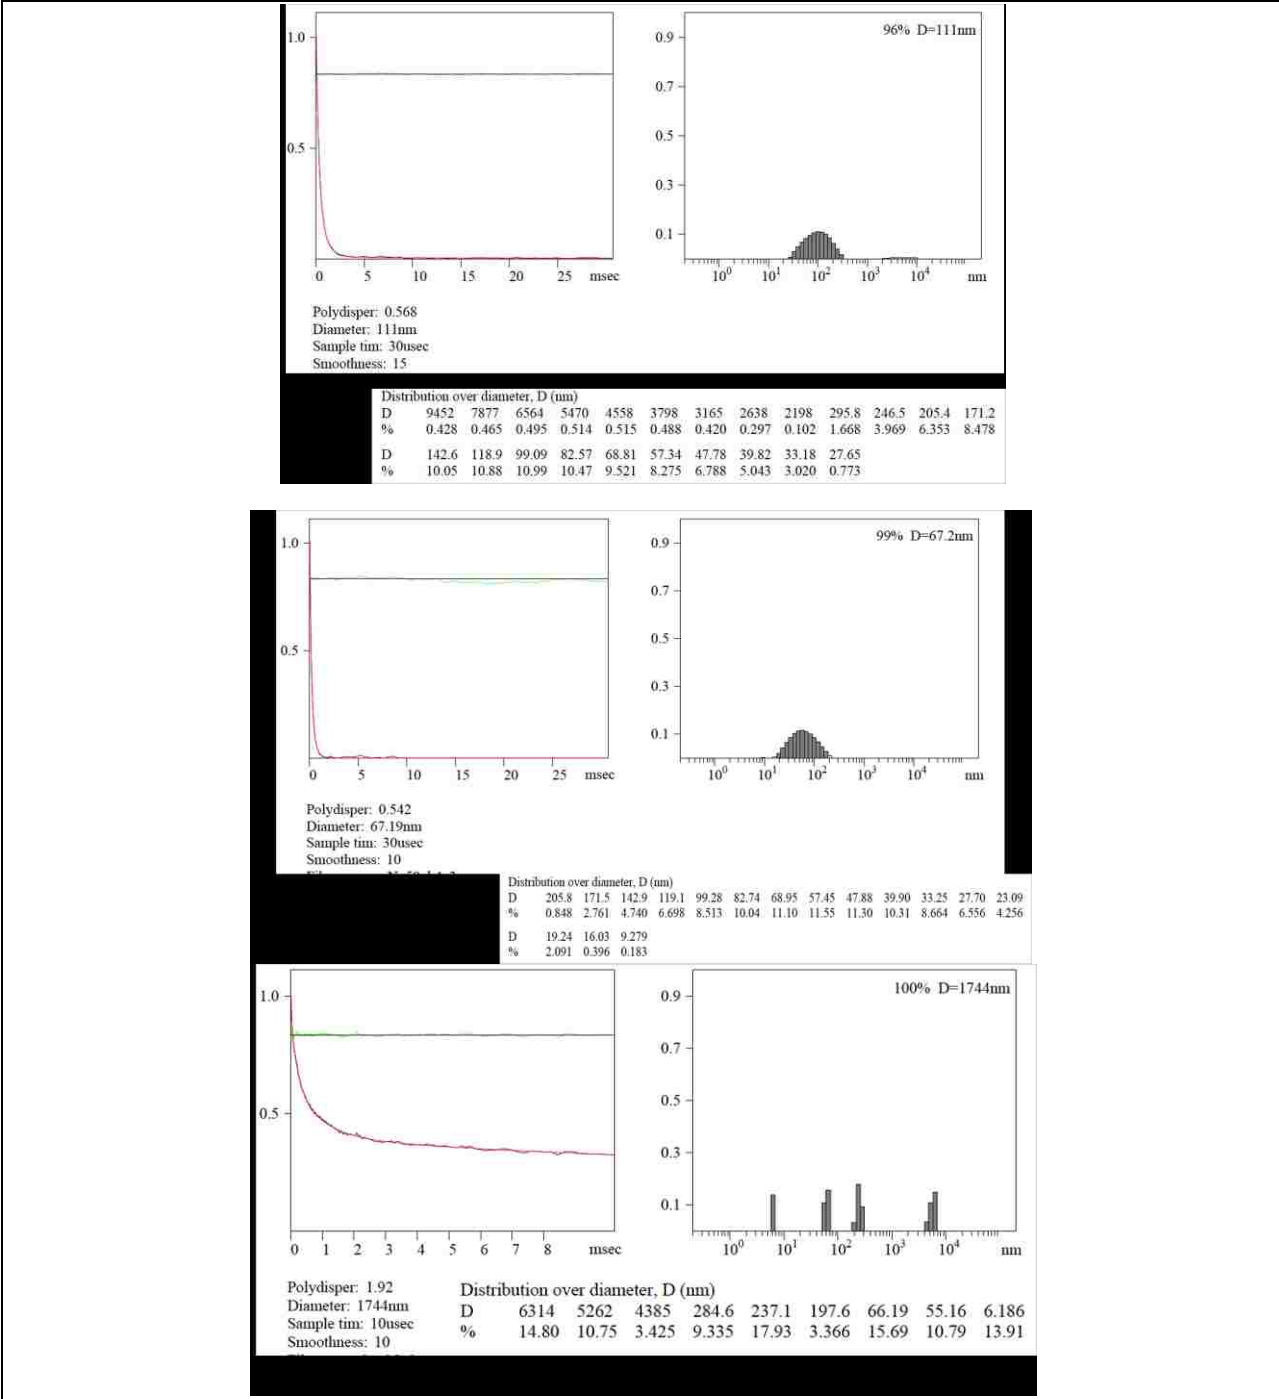 1.0
0.5
0 5 10 15 20 25 msec
96% D=111nm
0.9
0.7
0.5
0.3
0.1
10⁰ 10¹ 10² 10³ 10⁴ nm
Polydisper: 0.568
Diameter: 111nm
Sample tim: 30usec
Smoothness: 15
Distribution over diameter, D (nm)
D 9452 7877 6564 5470 4558 3798 3165 2638 2198 295.8 246.5 205.4 171.2
% 0.428 0.465 0.495 0.514 0.515 0.488 0.420 0.297 0.102 1.668 3.969 6.353 8.478
D 142.6 118.9 99.09 82.57 68.81 57.34 47.78 39.82 33.18 27.65
% 10.05 10.88 10.99 10.47 9.521 8.275 6.788 5.043 3.020 0.773
1.0
0.5
0 5 10 15 20 25 msec
99% D=67.2nm
0.9
0.7
0.5
0.3
0.1
10⁰ 10¹ 10² 10³ 10⁴ nm
Polydisper: 0.542
Diameter: 67.19nm
Sample tim: 30usec
Smoothness: 10
Distribution over diameter, D (nm)
D 205.8 171.5 142.9 119.1 99.28 82.74 68.95 57.45 47.88 39.90 33.25 27.70 23.09
% 0.848 2.761 4.740 6.698 8.513 10.04 11.10 11.55 11.30 10.31 8.664 6.556 4.256
D 19.24 16.03 9.279
% 2.091 0.396 0.183
1.0
0.5
0 1 2 3 4 5 6 7 8 msec
100% D=1744nm
0.9
0.7
0.5
0.3
0.1
10⁰ 10¹ 10² 10³ 10⁴ nm
Polydisper: 1.92
Diameter: 1744nm
Sample tim: 10usec
Smoothness: 10
Distribution over diameter, D (nm)
D 6314 5262 4385 284.6 237.1 197.6 66.19 55.16 6.186
% 14.80 10.75 3.425 9.335 17.93 3.366 15.69 10.79 13.91